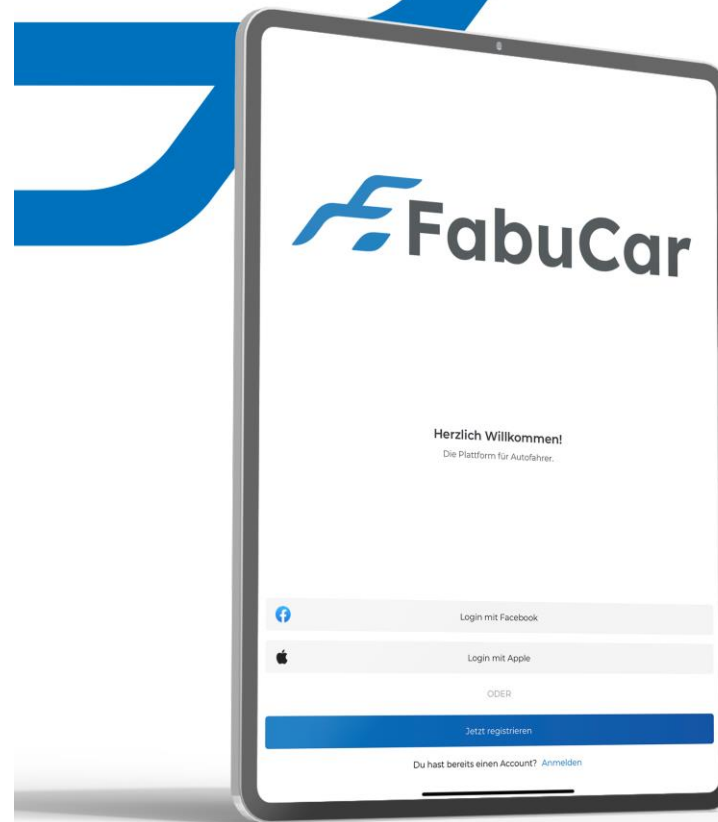 FabuCar
Herzlich Willkommen!
Die Plattform für Autofahrer.
Login mit Facebook
Login mit Apple
ODER
Jetzt registrieren
Du hast bereits einen Account? Anmelden